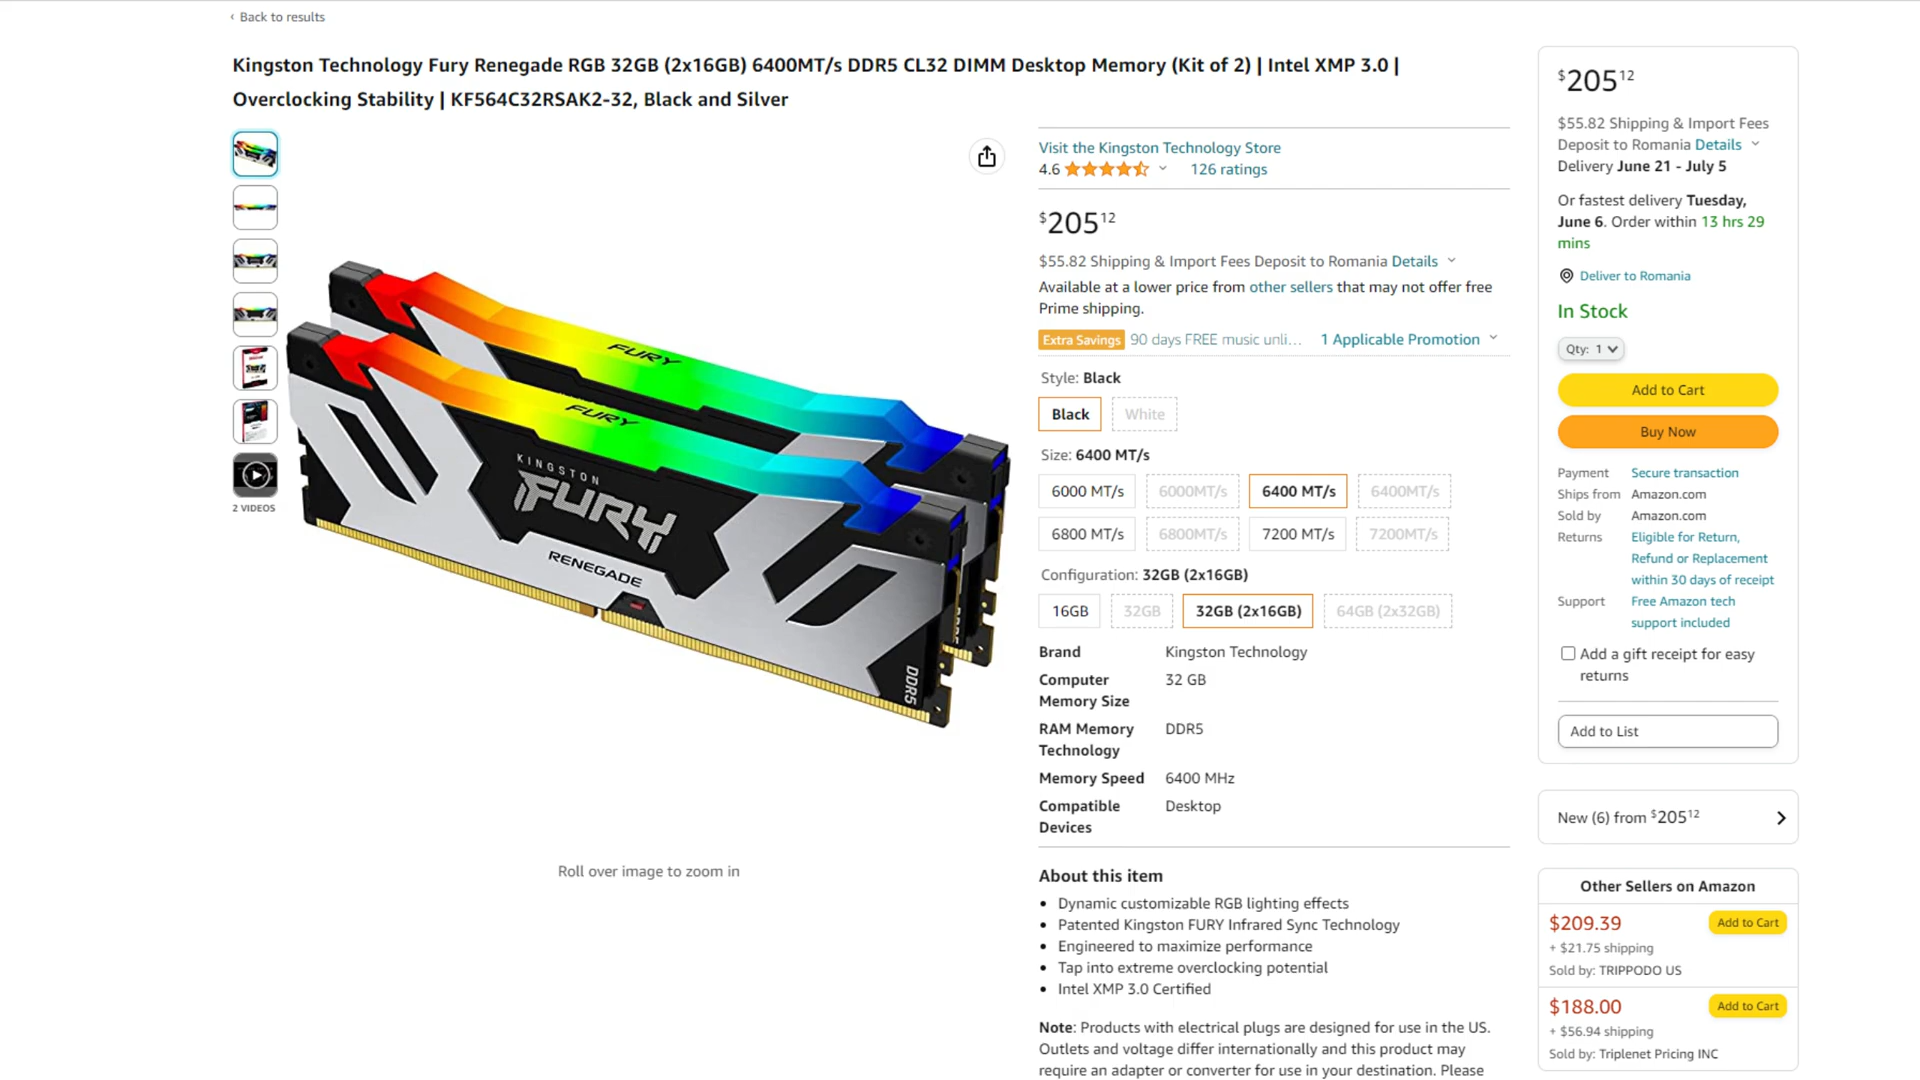 ‹ Back to results
Kingston Technology Fury Renegade RGB 32GB (2x16GB) 6400MT/s DDR5 CL32 DIMM Desktop Memory (Kit of 2) | Intel XMP 3.0 |
Overclocking Stability | KF564C32RSAK2-32, Black and Silver
2 VIDEOS
FURY
FURY
KINGSTON
FURY
RENEGADE
DDR5
Roll over image to zoom in
Visit the Kingston Technology Store
4.6 126 ratings
$20512
$55.82 Shipping & Import Fees Deposit to Romania Details
Available at a lower price from other sellers that may not offer free
Prime shipping.
Extra Savings 90 days FREE music unli... 1 Applicable Promotion
Style: Black
Black White
Size: 6400 MT/s
6000 MT/s 6000MT/s 6400 MT/s 6400MT/s
6800 MT/s 6800MT/s 7200 MT/s 7200MT/s
Configuration: 32GB (2x16GB)
16GB 32GB 32GB (2x16GB) 64GB (2x32GB)
Brand Kingston Technology
Computer 32 GB
Memory Size
RAM Memory DDR5
Technology
Memory Speed 6400 MHz
Compatible Desktop
Devices
About this item
• Dynamic customizable RGB lighting effects
• Patented Kingston FURY Infrared Sync Technology
• Engineered to maximize performance
• Tap into extreme overclocking potential
• Intel XMP 3.0 Certified
Note: Products with electrical plugs are designed for use in the US.
Outlets and voltage differ internationally and this product may
require an adapter or converter for use in your destination. Please
$20512
$55.82 Shipping & Import Fees
Deposit to Romania Details
Delivery June 21 - July 5
Or fastest delivery Tuesday,
June 6. Order within 13 hrs 29
mins
Deliver to Romania
In Stock
Qty: 1
Add to Cart
Buy Now
Payment Secure transaction
Ships from Amazon.com
Sold by Amazon.com
Returns Eligible for Return,
Refund or Replacement
within 30 days of receipt
Support Free Amazon tech
support included
Add a gift receipt for easy
returns
Add to List
New (6) from $20512
Other Sellers on Amazon
$209.39 Add to Cart
+ $21.75 shipping
Sold by: TRIPPODO US
$188.00 Add to Cart
+ $56.94 shipping
Sold by: Triplenet Pricing INC